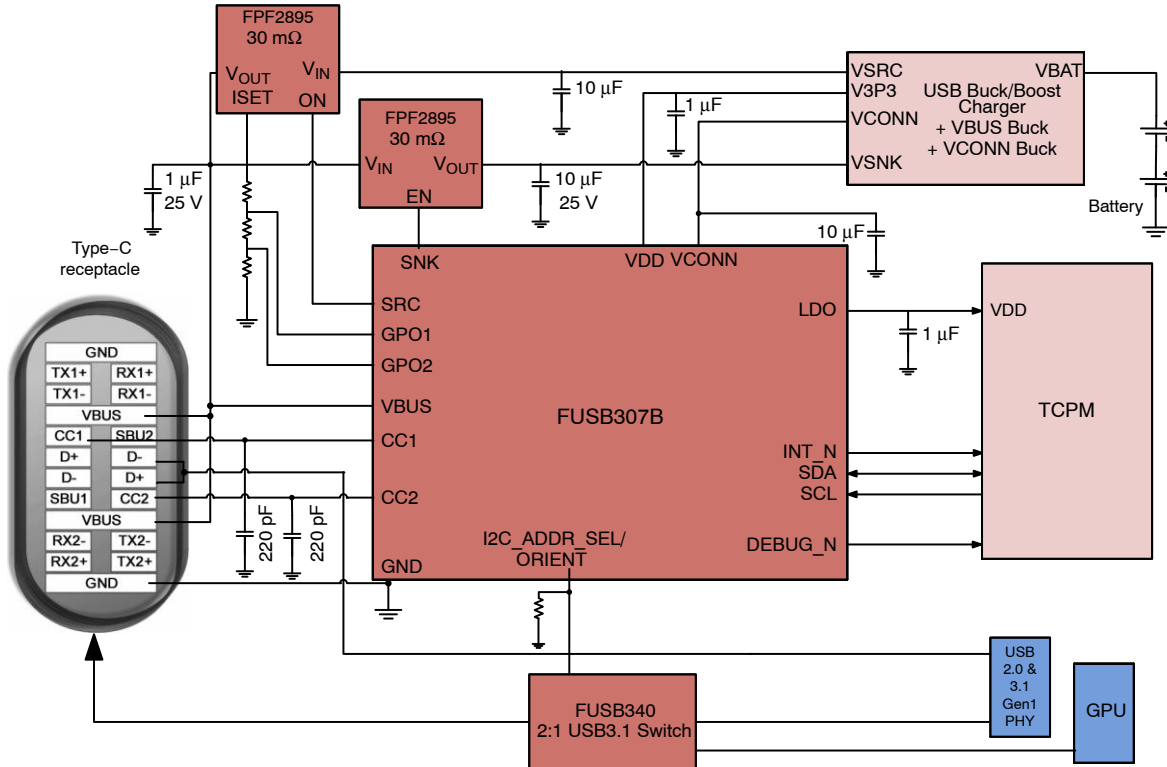 FPF2895
30 mΩ
VOUT
VIN
ISET
ON
FPF2895
30 mΩ
VIN
VOUT
EN
10 μF
1 μF
VSRC
VBAT
V3P3
USB Buck/Boost
Charger
VCONN
+ VBUS Buck
+ VCONN Buck
VSNK
1 μF
25 V
10 μF
25 V
Battery
10 μF
Type−C
receptacle
GND
TX1+
RX1+
TX1-
RX1-
VBUS
CC1
SBU2
D+
D-
D-
D+
SBU1
CC2
VBUS
RX2-
TX2-
RX2+
TX2+
GND
220 pF
220 pF
SNK
VDD
VCONN
SRC
GPO1
GPO2
VBUS
CC1
CC2
GND
FUSB307B
LDO
INT_N
SDA
SCL
DEBUG_N
I2C_ADDR_SEL/
ORIENT
1 μF
VDD
TCPM
FUSB340
2:1 USB3.1 Switch
USB
2.0 &
3.1
Gen1
PHY
GPU